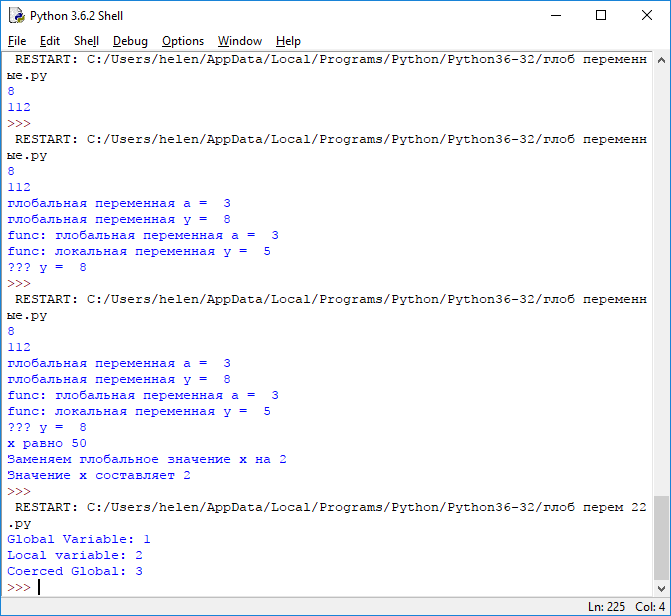 Python 3.6.2 Shell
File Edit Shell Debug Options Window Help
RESTART: C:/Users/helen/AppData/Local/Programs/Python/Python36-32/глоб переменн
ые.py
8
112
>>>
RESTART: C:/Users/helen/AppData/Local/Programs/Python/Python36-32/глоб переменн
ые.py
8
112
глобальная переменная a =  3
глобальная переменная y =  8
func: глобальная переменная a =  3
func: локальная переменная y =  5
??? y =  8
>>>
RESTART: C:/Users/helen/AppData/Local/Programs/Python/Python36-32/глоб переменн
ые.py
8
112
глобальная переменная a =  3
глобальная переменная y =  8
func: глобальная переменная a =  3
func: локальная переменная y =  5
??? y =  8
x равно 50
Заменяем глобальное значение x на 2
Значение x составляет 2
>>>
RESTART: C:/Users/helen/AppData/Local/Programs/Python/Python36-32/глоб перем 22
.py
Global Variable: 1
Local variable: 2
Coerced Global: 3
>>>
Ln: 225 Col: 4